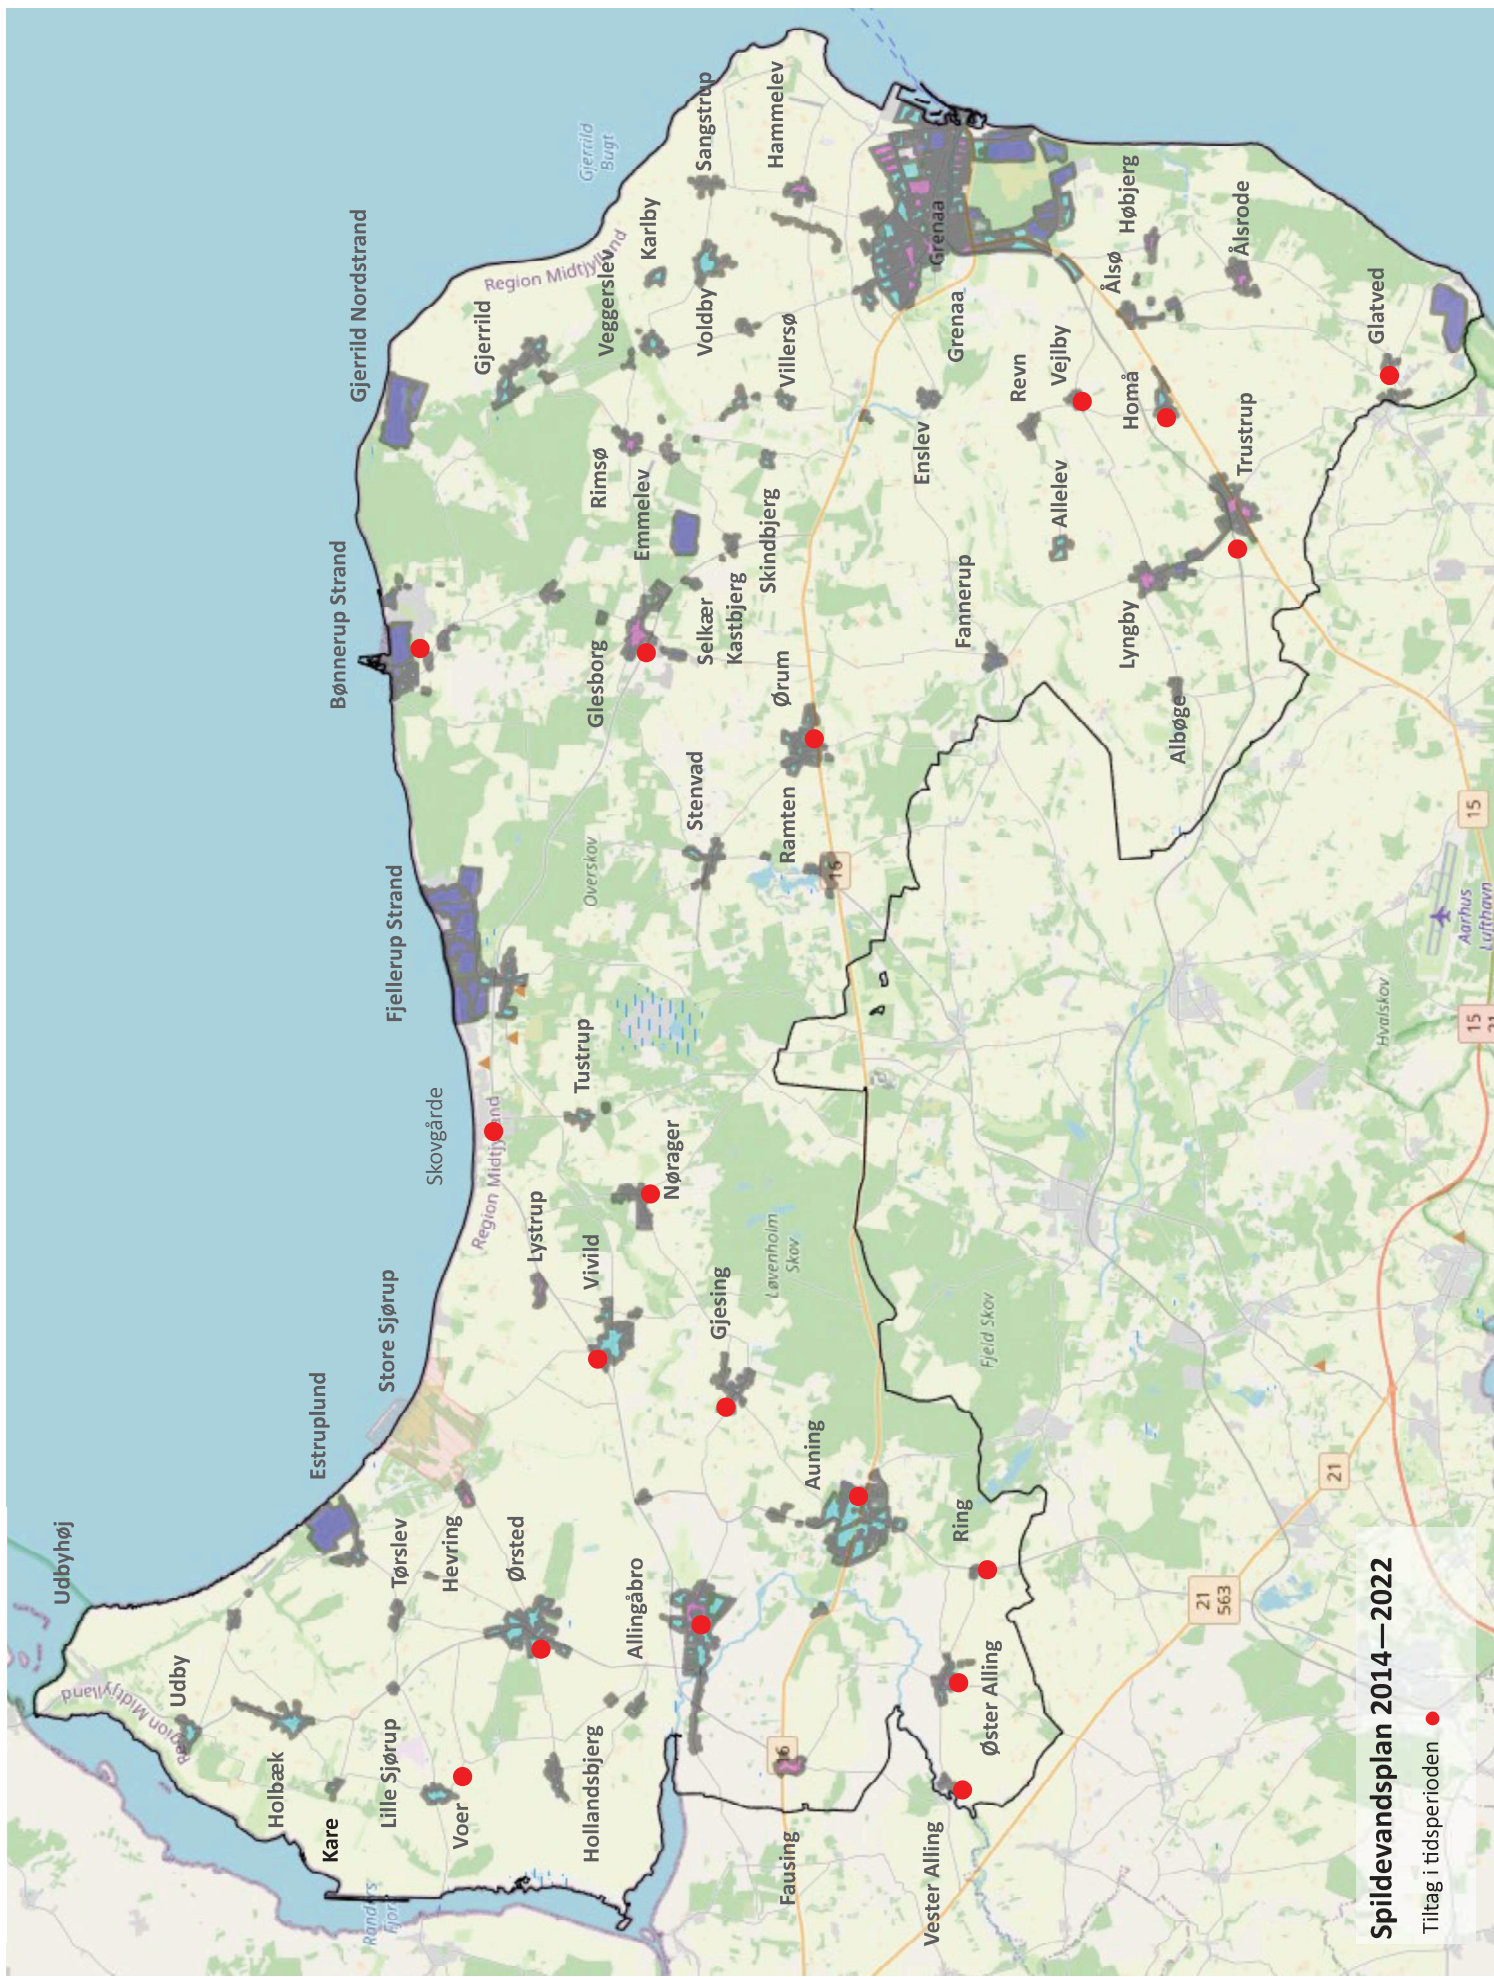 Udbyhøj
Estruplund
Store Sjørup
Skovgårde
Fjellerup Strand
Bønnerup Strand
Gjerrild Nordstrand
Gjerrild
Bugt
Region Midtjylland
Region Midtjylland
Region Midtjylland
Udby
Holbæk
Kare
Tørslev
Hevring
Ørsted
Lille Sjørup
Voer
Hollandsbjerg
Allingåbro
Randers
Fjord
Lystrup
Vivild
Tustrup
Nørager
Gjesing
Løvenholm
Skov
Auning
Ring
Fjeld Skov
Fausing
Vester Alling
Øster Alling
Overskov
Stenvad
Ramten
Ørum
Glesborg
Selkær
Kastbjerg
Skindbjerg
Emmelev
Rimsø
Gjerrild
Veggerslev
Karlby
Voldby
Villersø
Sangstrup
Hammelev
Grenaa
Grenaa
Enslev
Revn
Vejlby
Homå
Allelev
Fannerup
Lyngby
Albøge
Trustrup
Ålsø
Høbjerg
Ålsrode
Glatved
Aarhus
Lufthavn
Hvalskov
16
16
15
15
21
21
21
563
Spildevandsplan 2014—2022
Tiltag i tidsperioden